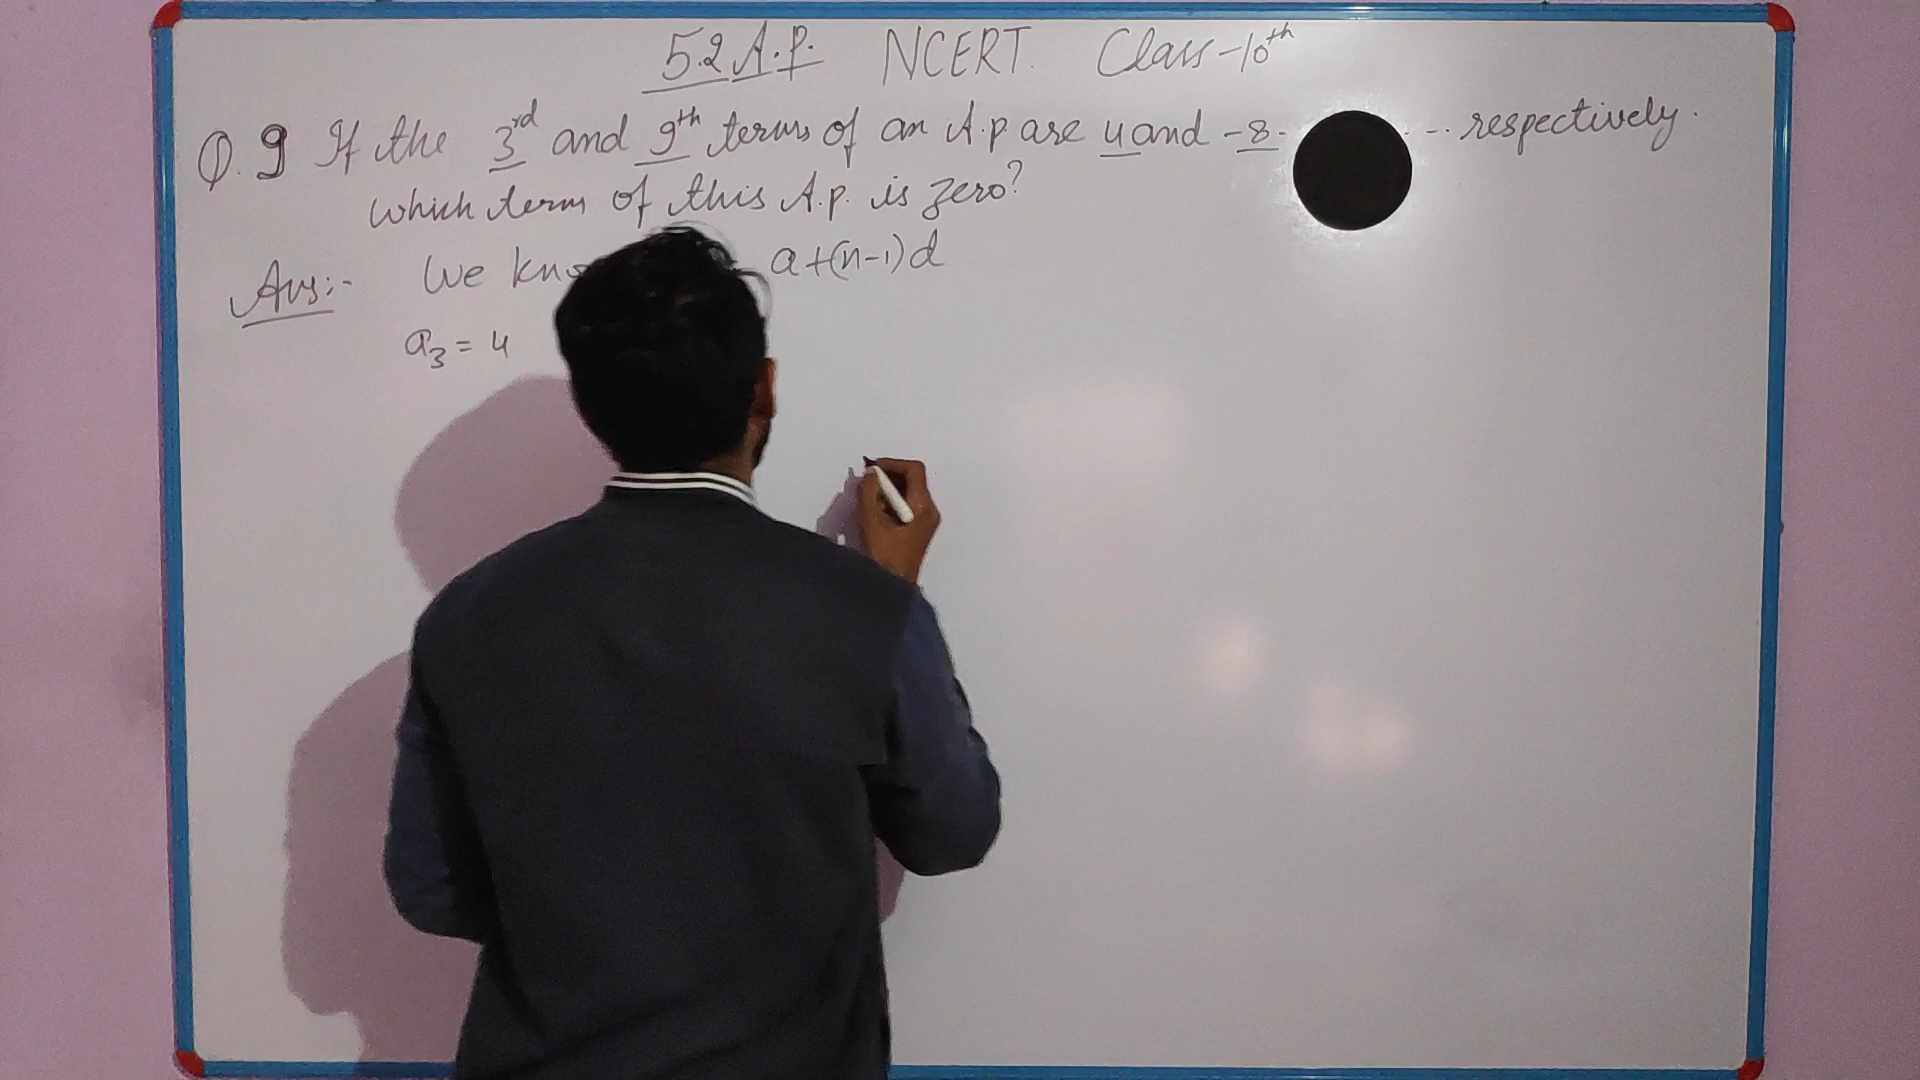 5.2 A.P. NCERT. Class-10th
Q.9 If the 3rd and 9th terms of an A.p are 4 and -8- -- respectively.
which term of this A.p. is zero?
Ans:- We a+(n-1)d
a3 = 4